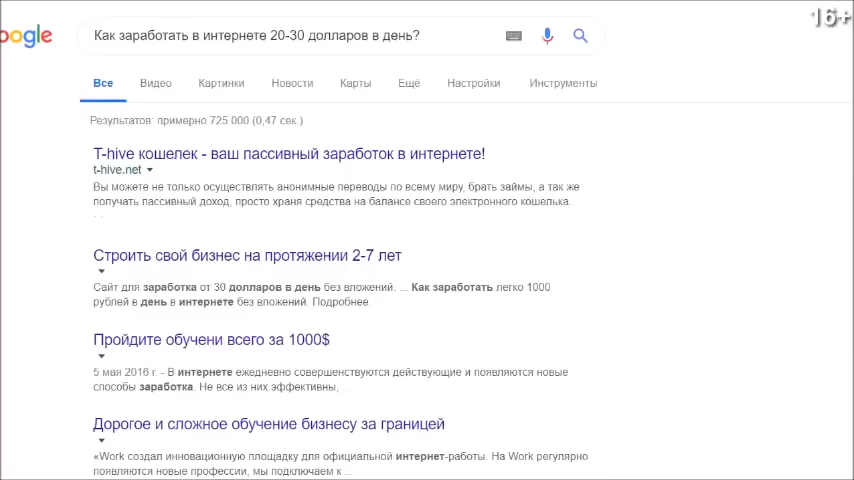 16+
oogle
Как заработать в интернете 20-30 долларов в день?
Все Видео Картинки Новости Карты Ещё Настройки Инструменты
Результатов: примерно 725 000 (0,47 сек.)
T-hive кошелек - ваш пассивный заработок в интернете!
t-hive.net
Вы можете не только осуществлять анонимные переводы по всему миру, брать займы, а так же
получать пассивный доход, просто храня средства на балансе своего электронного кошелька.
Строить свой бизнес на протяжении 2-7 лет
Сайт для заработка от 30 долларов в день без вложений. ... Как заработать легко 1000
рублей в день в интернете без вложений. Подробнее.
Пройдите обучени всего за 1000$
5 мая 2016 г. - В интернете ежедневно совершенствуются действующие и появляются новые
способы заработка. Не все из них эффективны,
Дорогое и сложное обучение бизнесу за границей
«Work создал инновационную площадку для официальной интернет-работы. На Work регулярно
появляются новые профессии, мы подключаем к ...